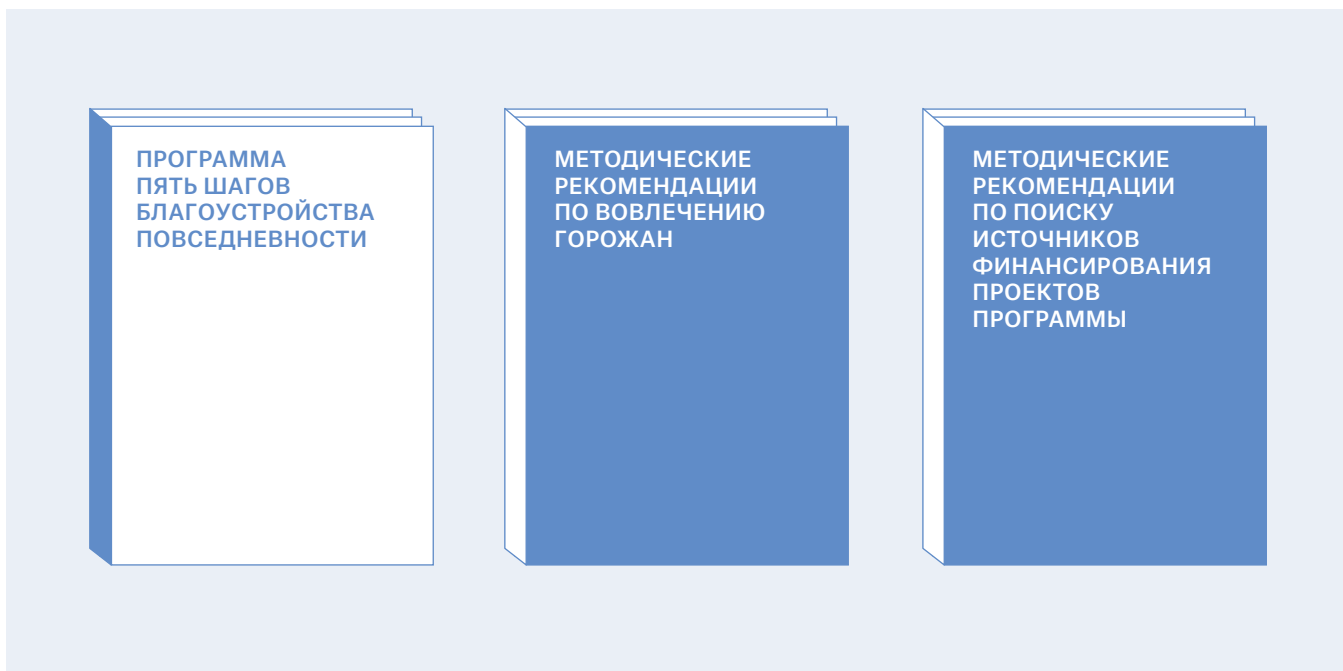 ПРОГРАММА
ПЯТЬ ШАГОВ
БЛАГОУСТРОЙСТВА
ПОВСЕДНЕВНОСТИ
МЕТОДИЧЕСКИЕ
РЕКОМЕНДАЦИИ
ПО ВОВЛЕЧЕНИЮ
ГОРОЖАН
МЕТОДИЧЕСКИЕ
РЕКОМЕНДАЦИИ
ПО ПОИСКУ
ИСТОЧНИКОВ
ФИНАНСИРОВАНИЯ
ПРОЕКТОВ
ПРОГРАММЫ